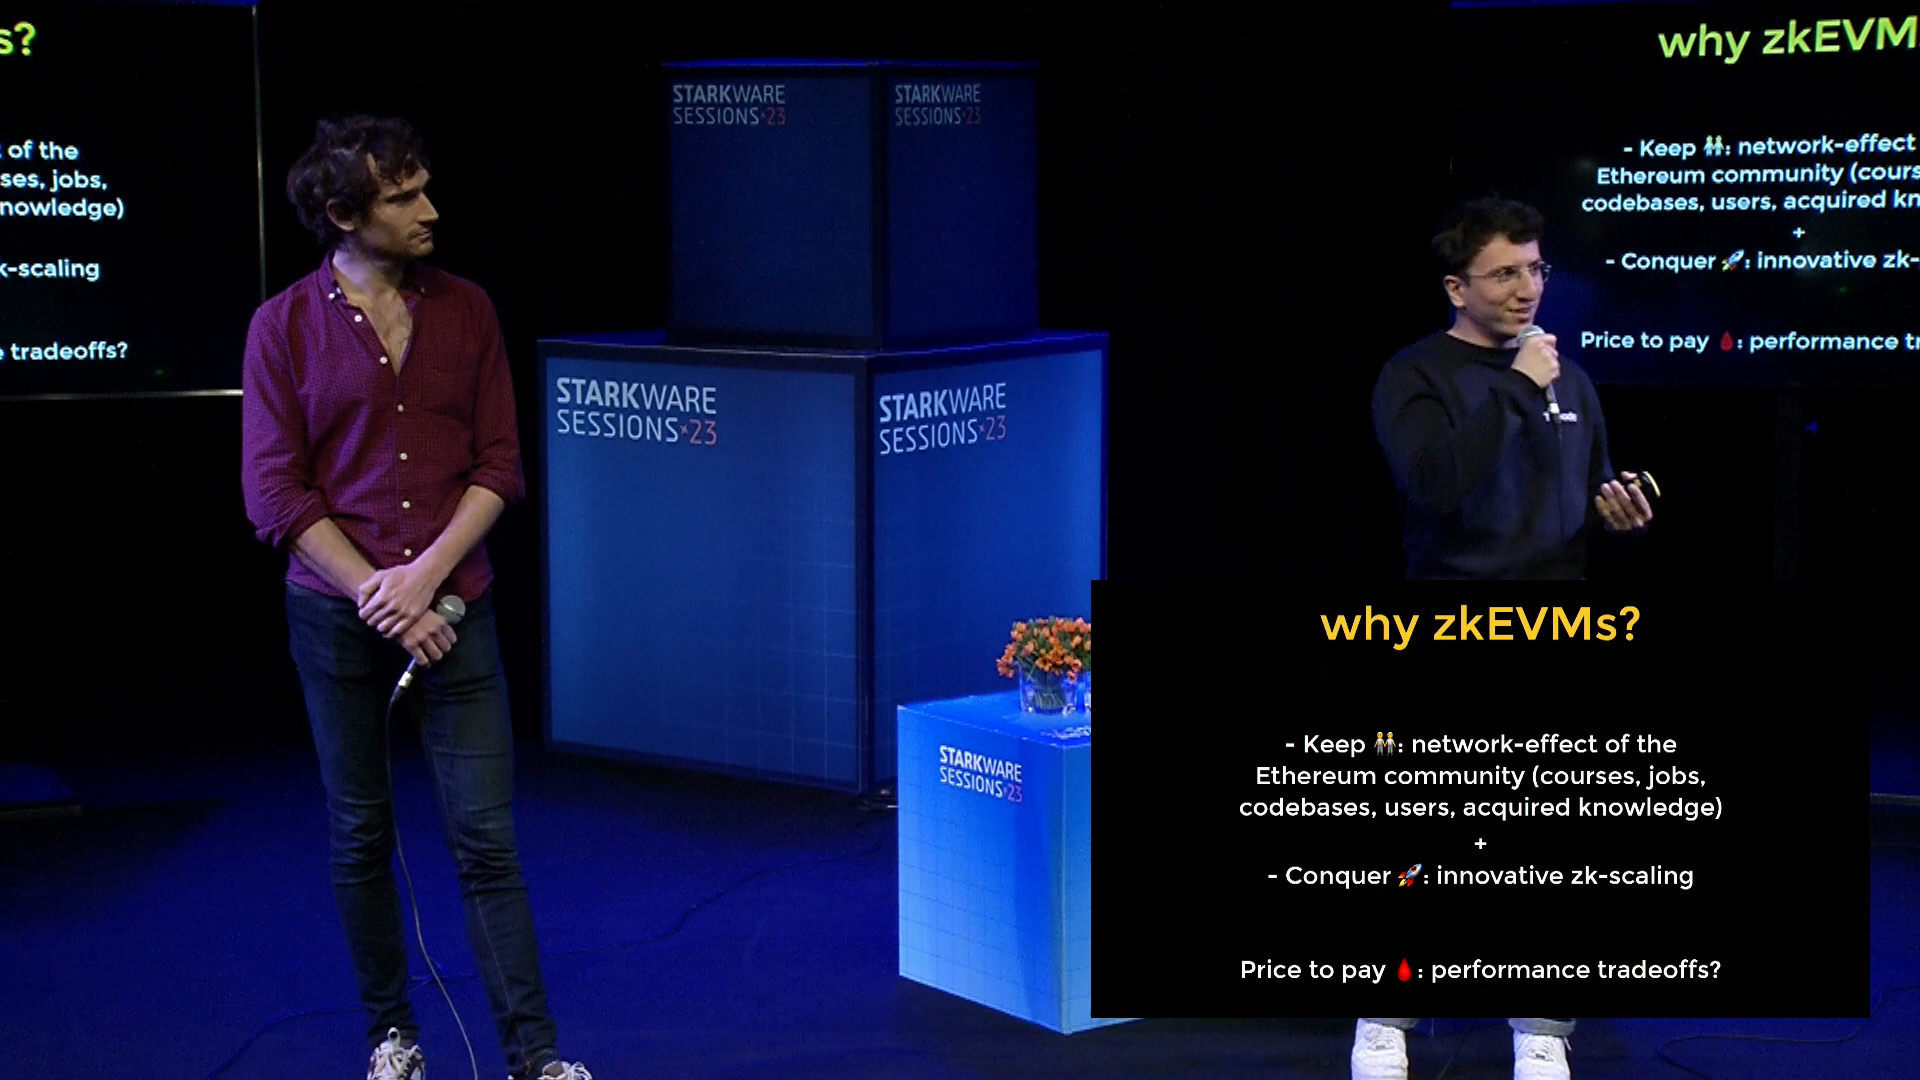 s?
of the
ses, jobs,
nowledge)
k-scaling
e tradeoffs?
STARKWARE
SESSIONS×23
STARKWARE
SESSIONS×23
STARKWARE
SESSIONS×23
STARKWARE
SESSIONS×23
STARKWARE
SESSIONS×23
why zkEVM
- Keep 👬: network-effect
Ethereum community (cours
codebases, users, acquired kn
+
- Conquer 🚀: innovative zk-
Price to pay 🩸: performance tr
why zkEVMs?
- Keep 👬: network-effect of the
Ethereum community (courses, jobs,
codebases, users, acquired knowledge)
+
- Conquer 🚀: innovative zk-scaling
Price to pay 🩸: performance tradeoffs?